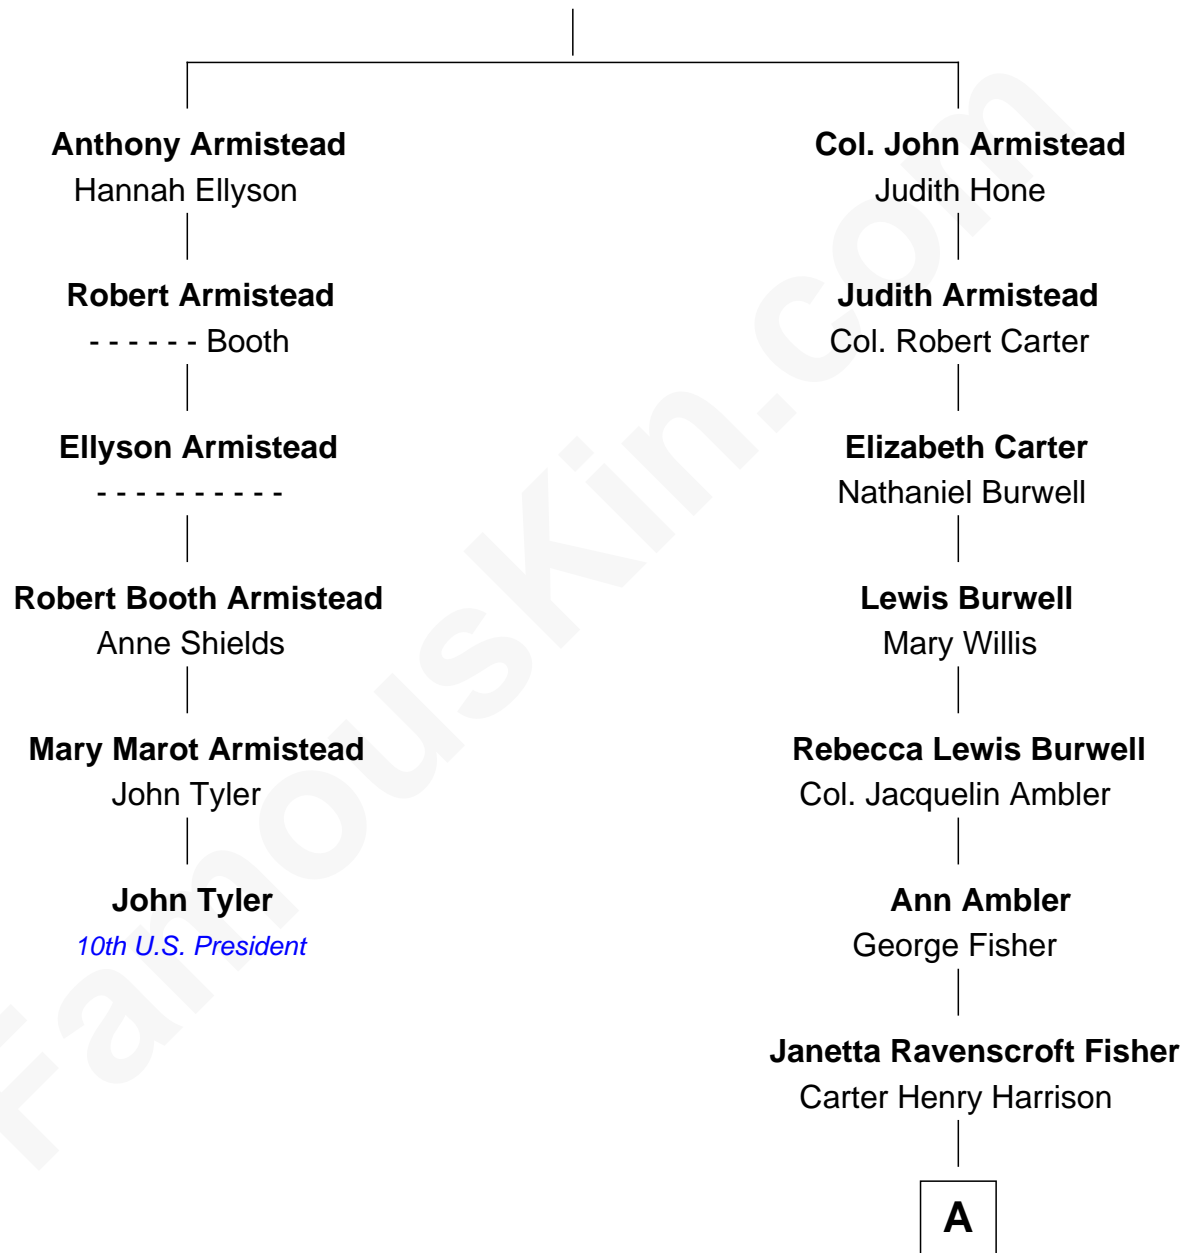 Anthony Armistead
Hannah Ellyson
Robert Armistead
- - - - - - Booth
Ellyson Armistead
- - - - - - - - - -
Robert Booth Armistead
Anne Shields
Mary Marot Armistead
John Tyler
John Tyler
10th U.S. President
Col. John Armistead
Judith Hone
Judith Armistead
Col. Robert Carter
Elizabeth Carter
Nathaniel Burwell
Lewis Burwell
Mary Willis
Rebecca Lewis Burwell
Col. Jacquelin Ambler
Ann Ambler
George Fisher
Janetta Ravenscroft Fisher
Carter Henry Harrison
A
FamousKin.com